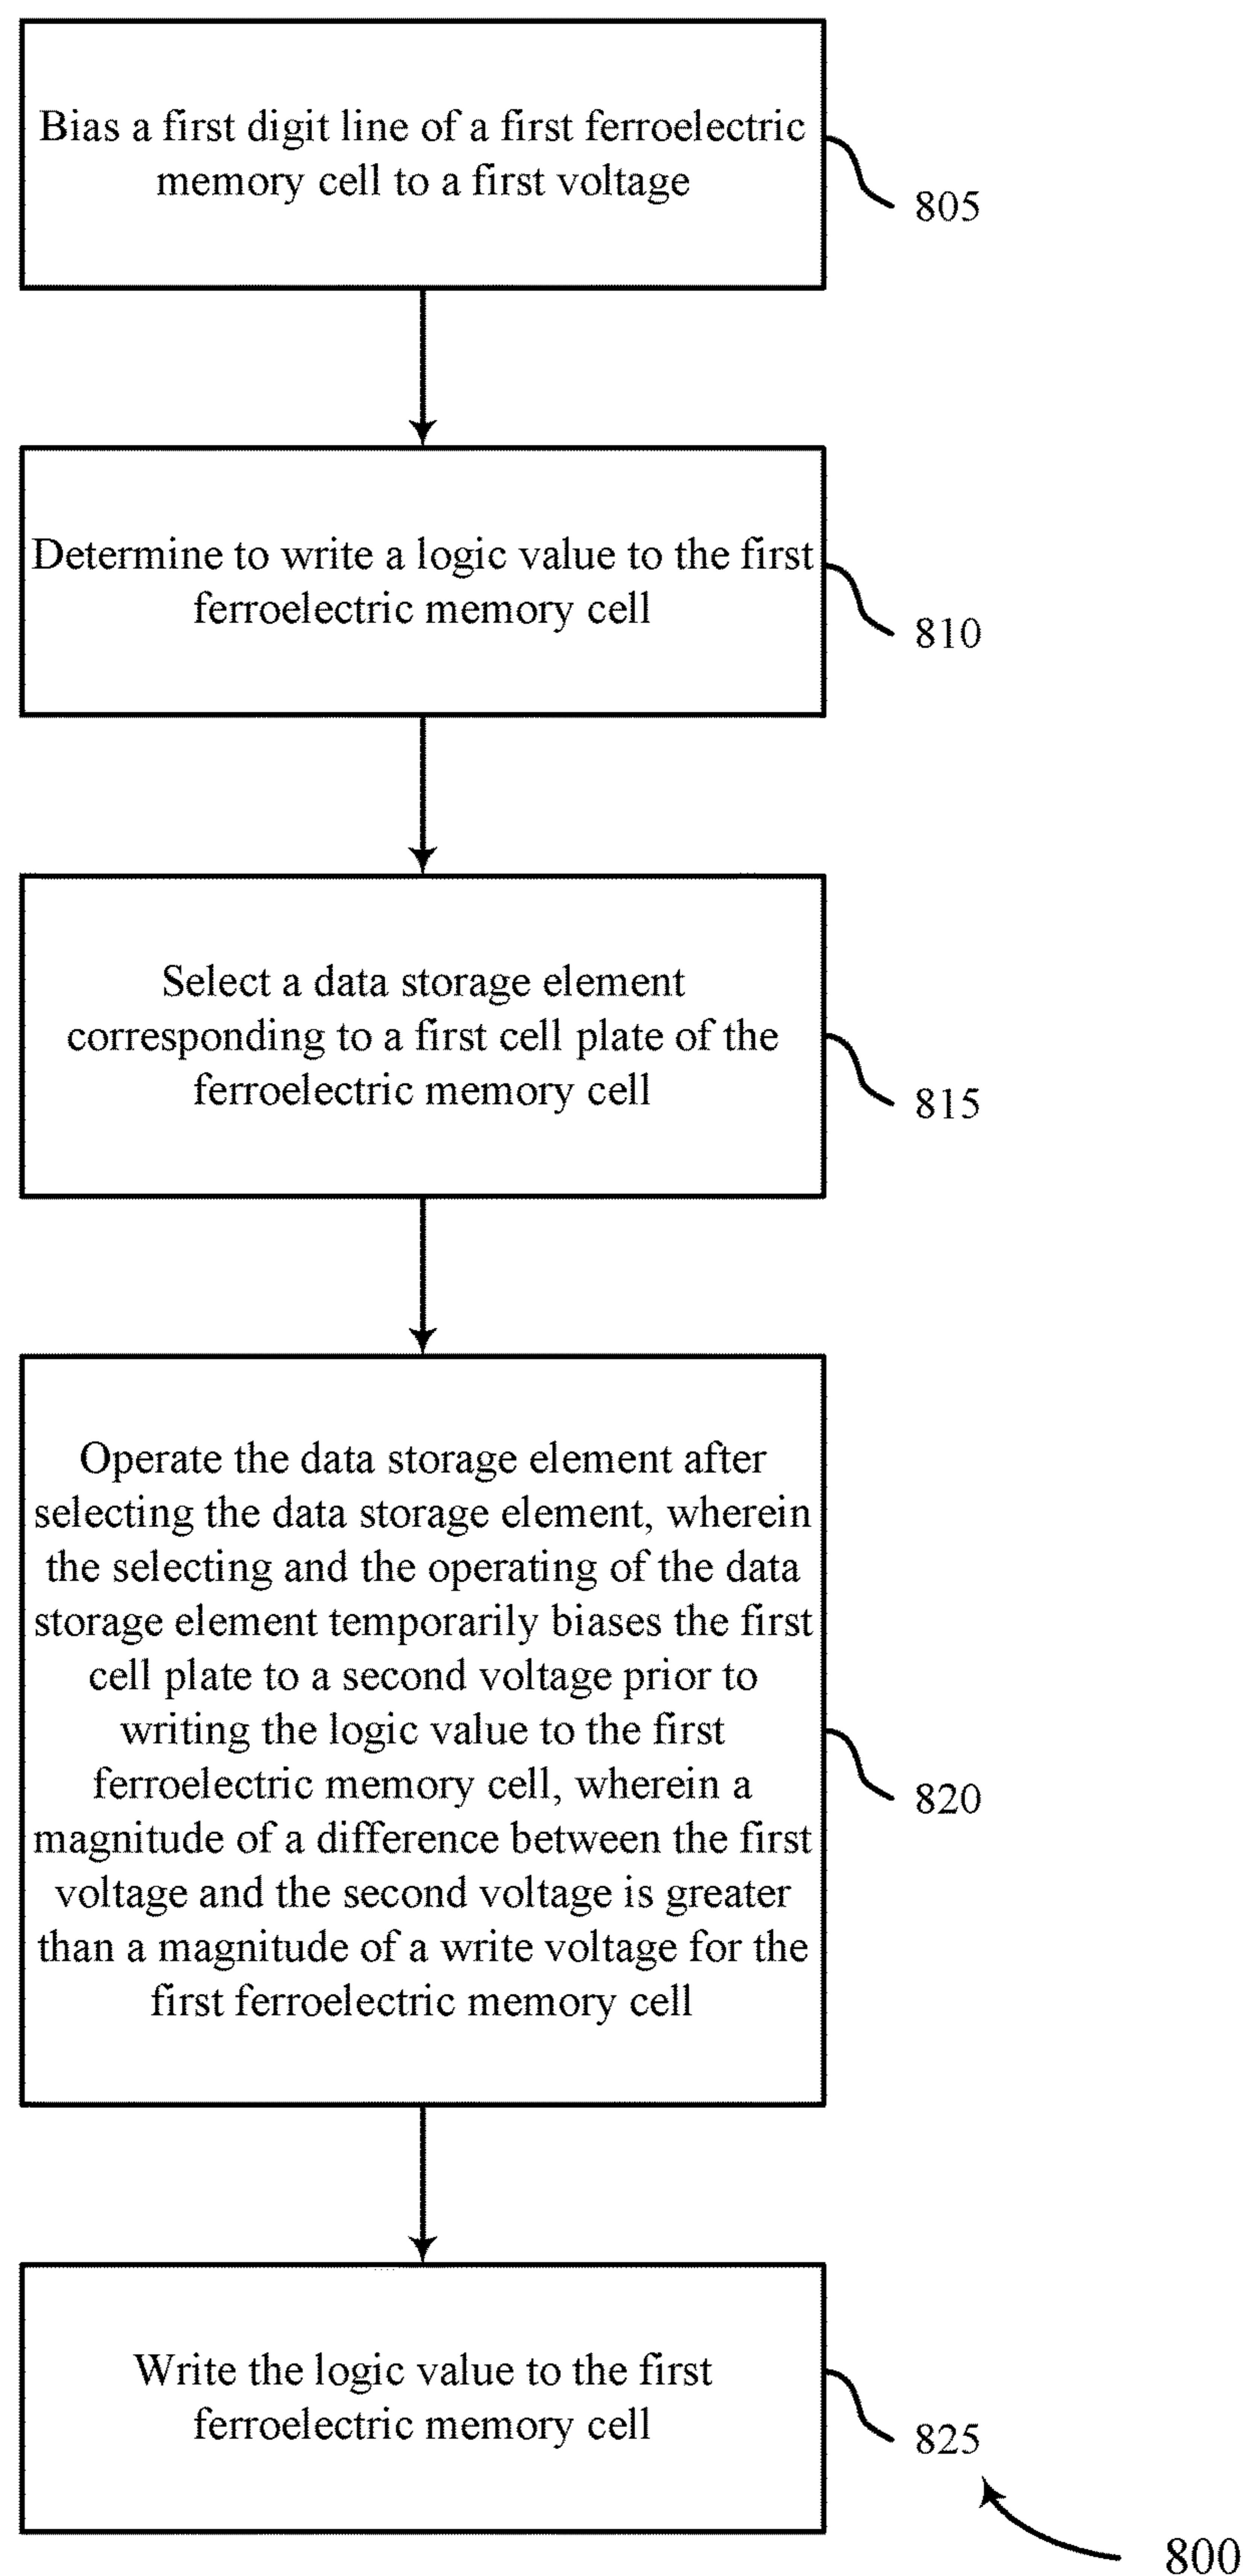 Bias a first digit line of a first ferroelectric
memory cell to a first voltage
805
Determine to write a logic value to the first
ferroelectric memory cell
810
Select a data storage element
corresponding to a first cell plate of the
ferroelectric memory cell
815
Operate the data storage element after
selecting the data storage element, wherein
the selecting and the operating of the data
storage element temporarily biases the first
cell plate to a second voltage prior to
writing the logic value to the first
ferroelectric memory cell, wherein a
magnitude of a difference between the first
voltage and the second voltage is greater
than a magnitude of a write voltage for the
first ferroelectric memory cell
820
Write the logic value to the first
ferroelectric memory cell
825
800